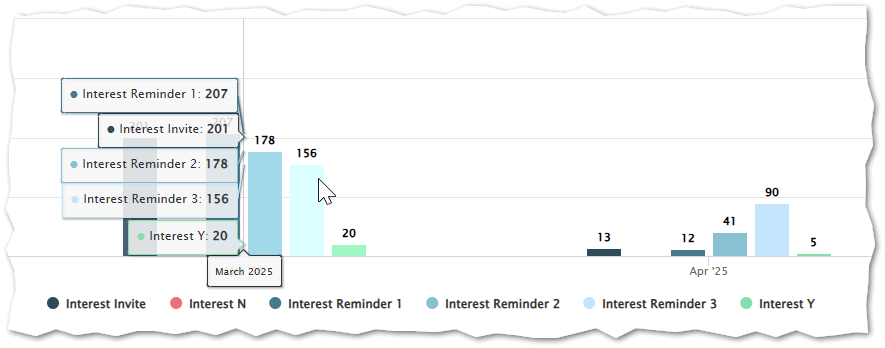 Interest Reminder 1: 207
201
207
Interest Invite: 201
178
Interest Reminder 2: 178
156
Interest Reminder 3: 156
90
Interest Y: 20
20
13
12
41
5
March 2025
Apr '25
Interest Invite
Interest N
Interest Reminder 1
Interest Reminder 2
Interest Reminder 3
Interest Y